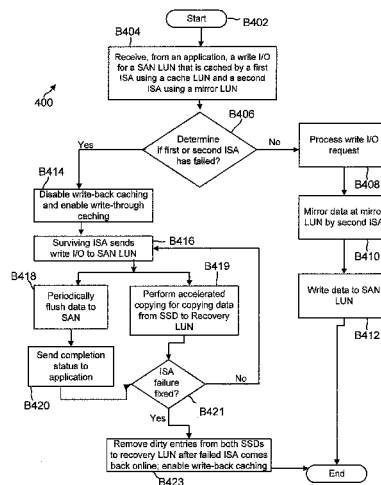 Start
B402
B404
Receive, from an application, a write I/O
for a SAN LUN that is cached by a first
ISA using a cache LUN and a second
ISA using a mirror LUN
400
B406
Determine
if first or second ISA
has failed?
Yes
No
B414
Disable write-back caching
and enable write-through
caching
Process write I/O
request
B408
Mirror data at mirror
LUN by second ISA
B410
Write data to SAN
LUN
B412
Surviving ISA sends
write I/O to SAN LUN
B416
B418
Periodically
flush data to
SAN
B419
Perform accelerated
copying for copying data
from SSD to Recovery
LUN
Send completion
status to
application
B420
ISA
failure
fixed?
No
B421
Yes
Remove dirty entries from both SSDs
to recovery LUN after failed ISA comes
back online; enable write-back caching
B423
End